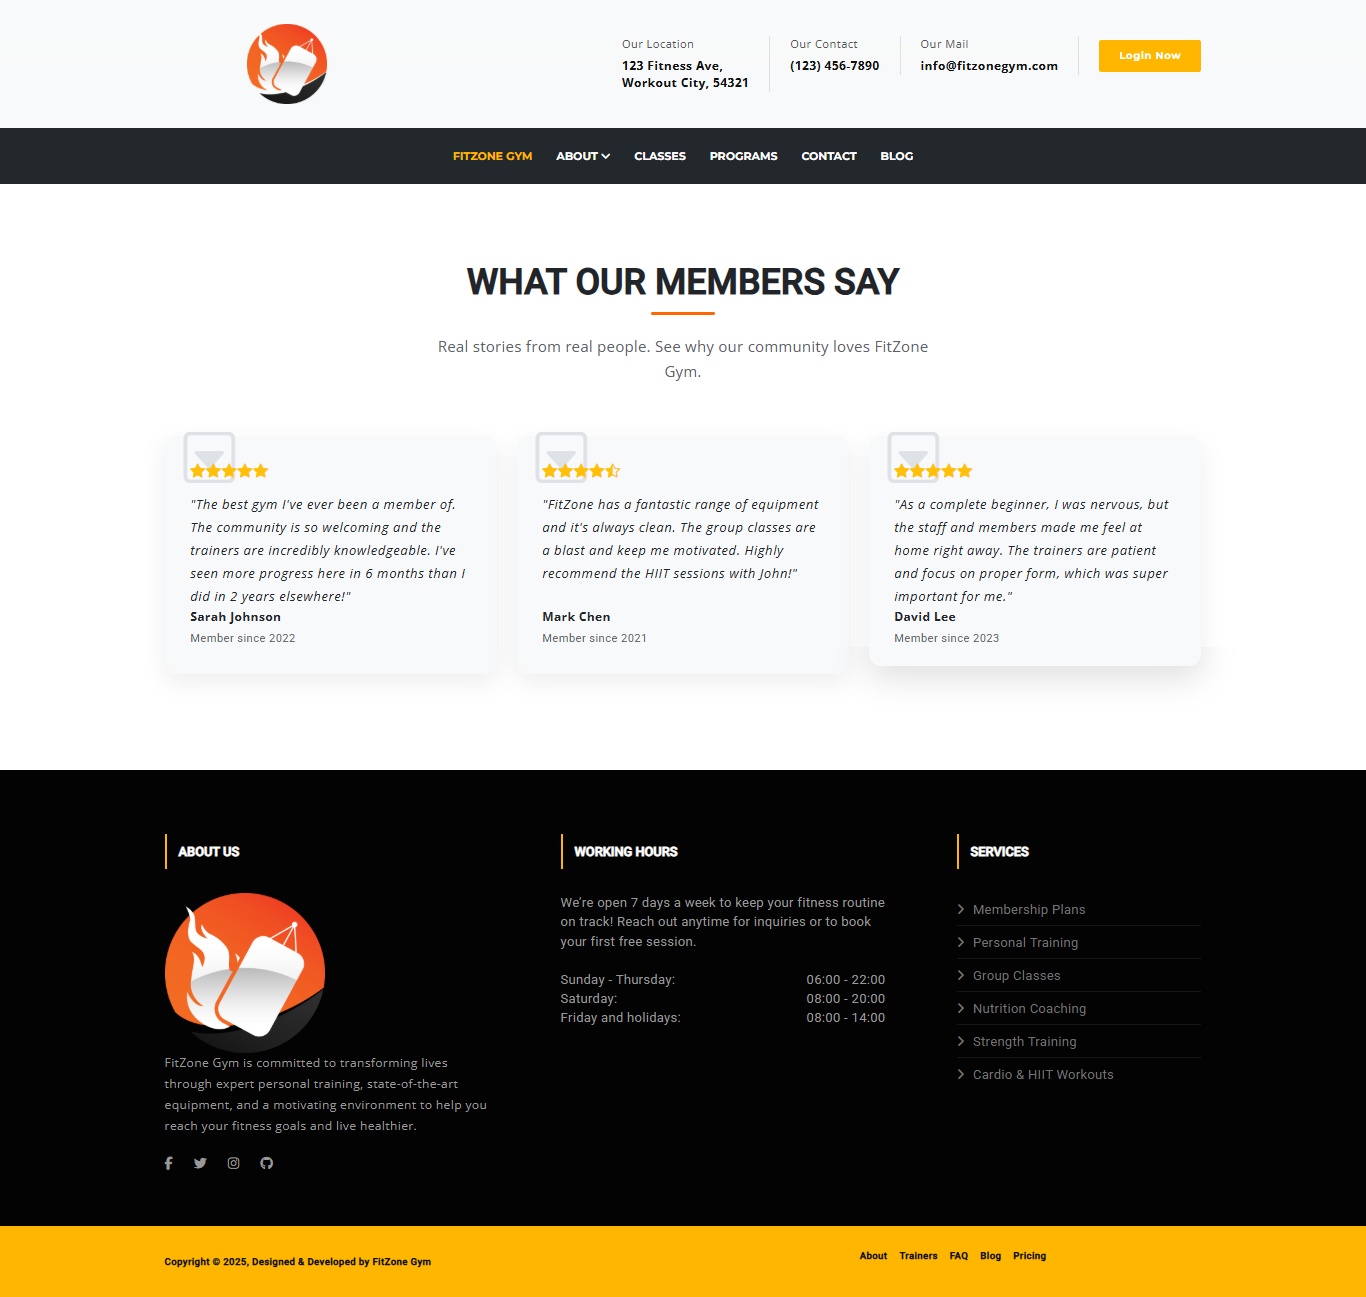 Our Location
123 Fitness Ave,
Workout City, 54321
Our Contact
(123) 456-7890
Our Mail
info@fitzonegym.com
Login Now
FITZONE GYM
ABOUT
CLASSES
PROGRAMS
CONTACT
BLOG
WHAT OUR MEMBERS SAY
Real stories from real people. See why our community loves FitZone
Gym.
"The best gym I've ever been a member of.
The community is so welcoming and the
trainers are incredibly knowledgeable. I've
seen more progress here in 6 months than I
did in 2 years elsewhere!"
Sarah Johnson
Member since 2022
"FitZone has a fantastic range of equipment
and it's always clean. The group classes are
a blast and keep me motivated. Highly
recommend the HIIT sessions with John!"
Mark Chen
Member since 2021
"As a complete beginner, I was nervous, but
the staff and members made me feel at
home right away. The trainers are patient
and focus on proper form, which was super
important for me."
David Lee
Member since 2023
ABOUT US
FitZone Gym is committed to transforming lives
through expert personal training, state-of-the-art
equipment, and a motivating environment to help you
reach your fitness goals and live healthier.
WORKING HOURS
We're open 7 days a week to keep your fitness routine
on track! Reach out anytime for inquiries or to book
your first free session.
Sunday - Thursday: 06:00 - 22:00
Saturday: 08:00 - 20:00
Friday and holidays: 08:00 - 14:00
SERVICES
Membership Plans
Personal Training
Group Classes
Nutrition Coaching
Strength Training
Cardio & HIIT Workouts
Copyright © 2025, Designed & Developed by FitZone Gym
About
Trainers
FAQ
Blog
Pricing